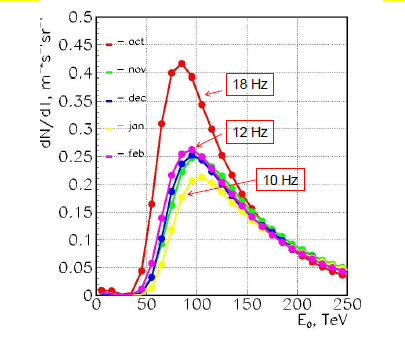 0.5
0.45
0.4
0.35
0.3
0.25
0.2
0.15
0.1
0.05
0
dN/dI, m⁻²s⁻¹sr⁻¹
– oct
– nov
– dec
– jan
– feb
18 Hz
12 Hz
10 Hz
0 50 100 150 200 250
E₀, TeV